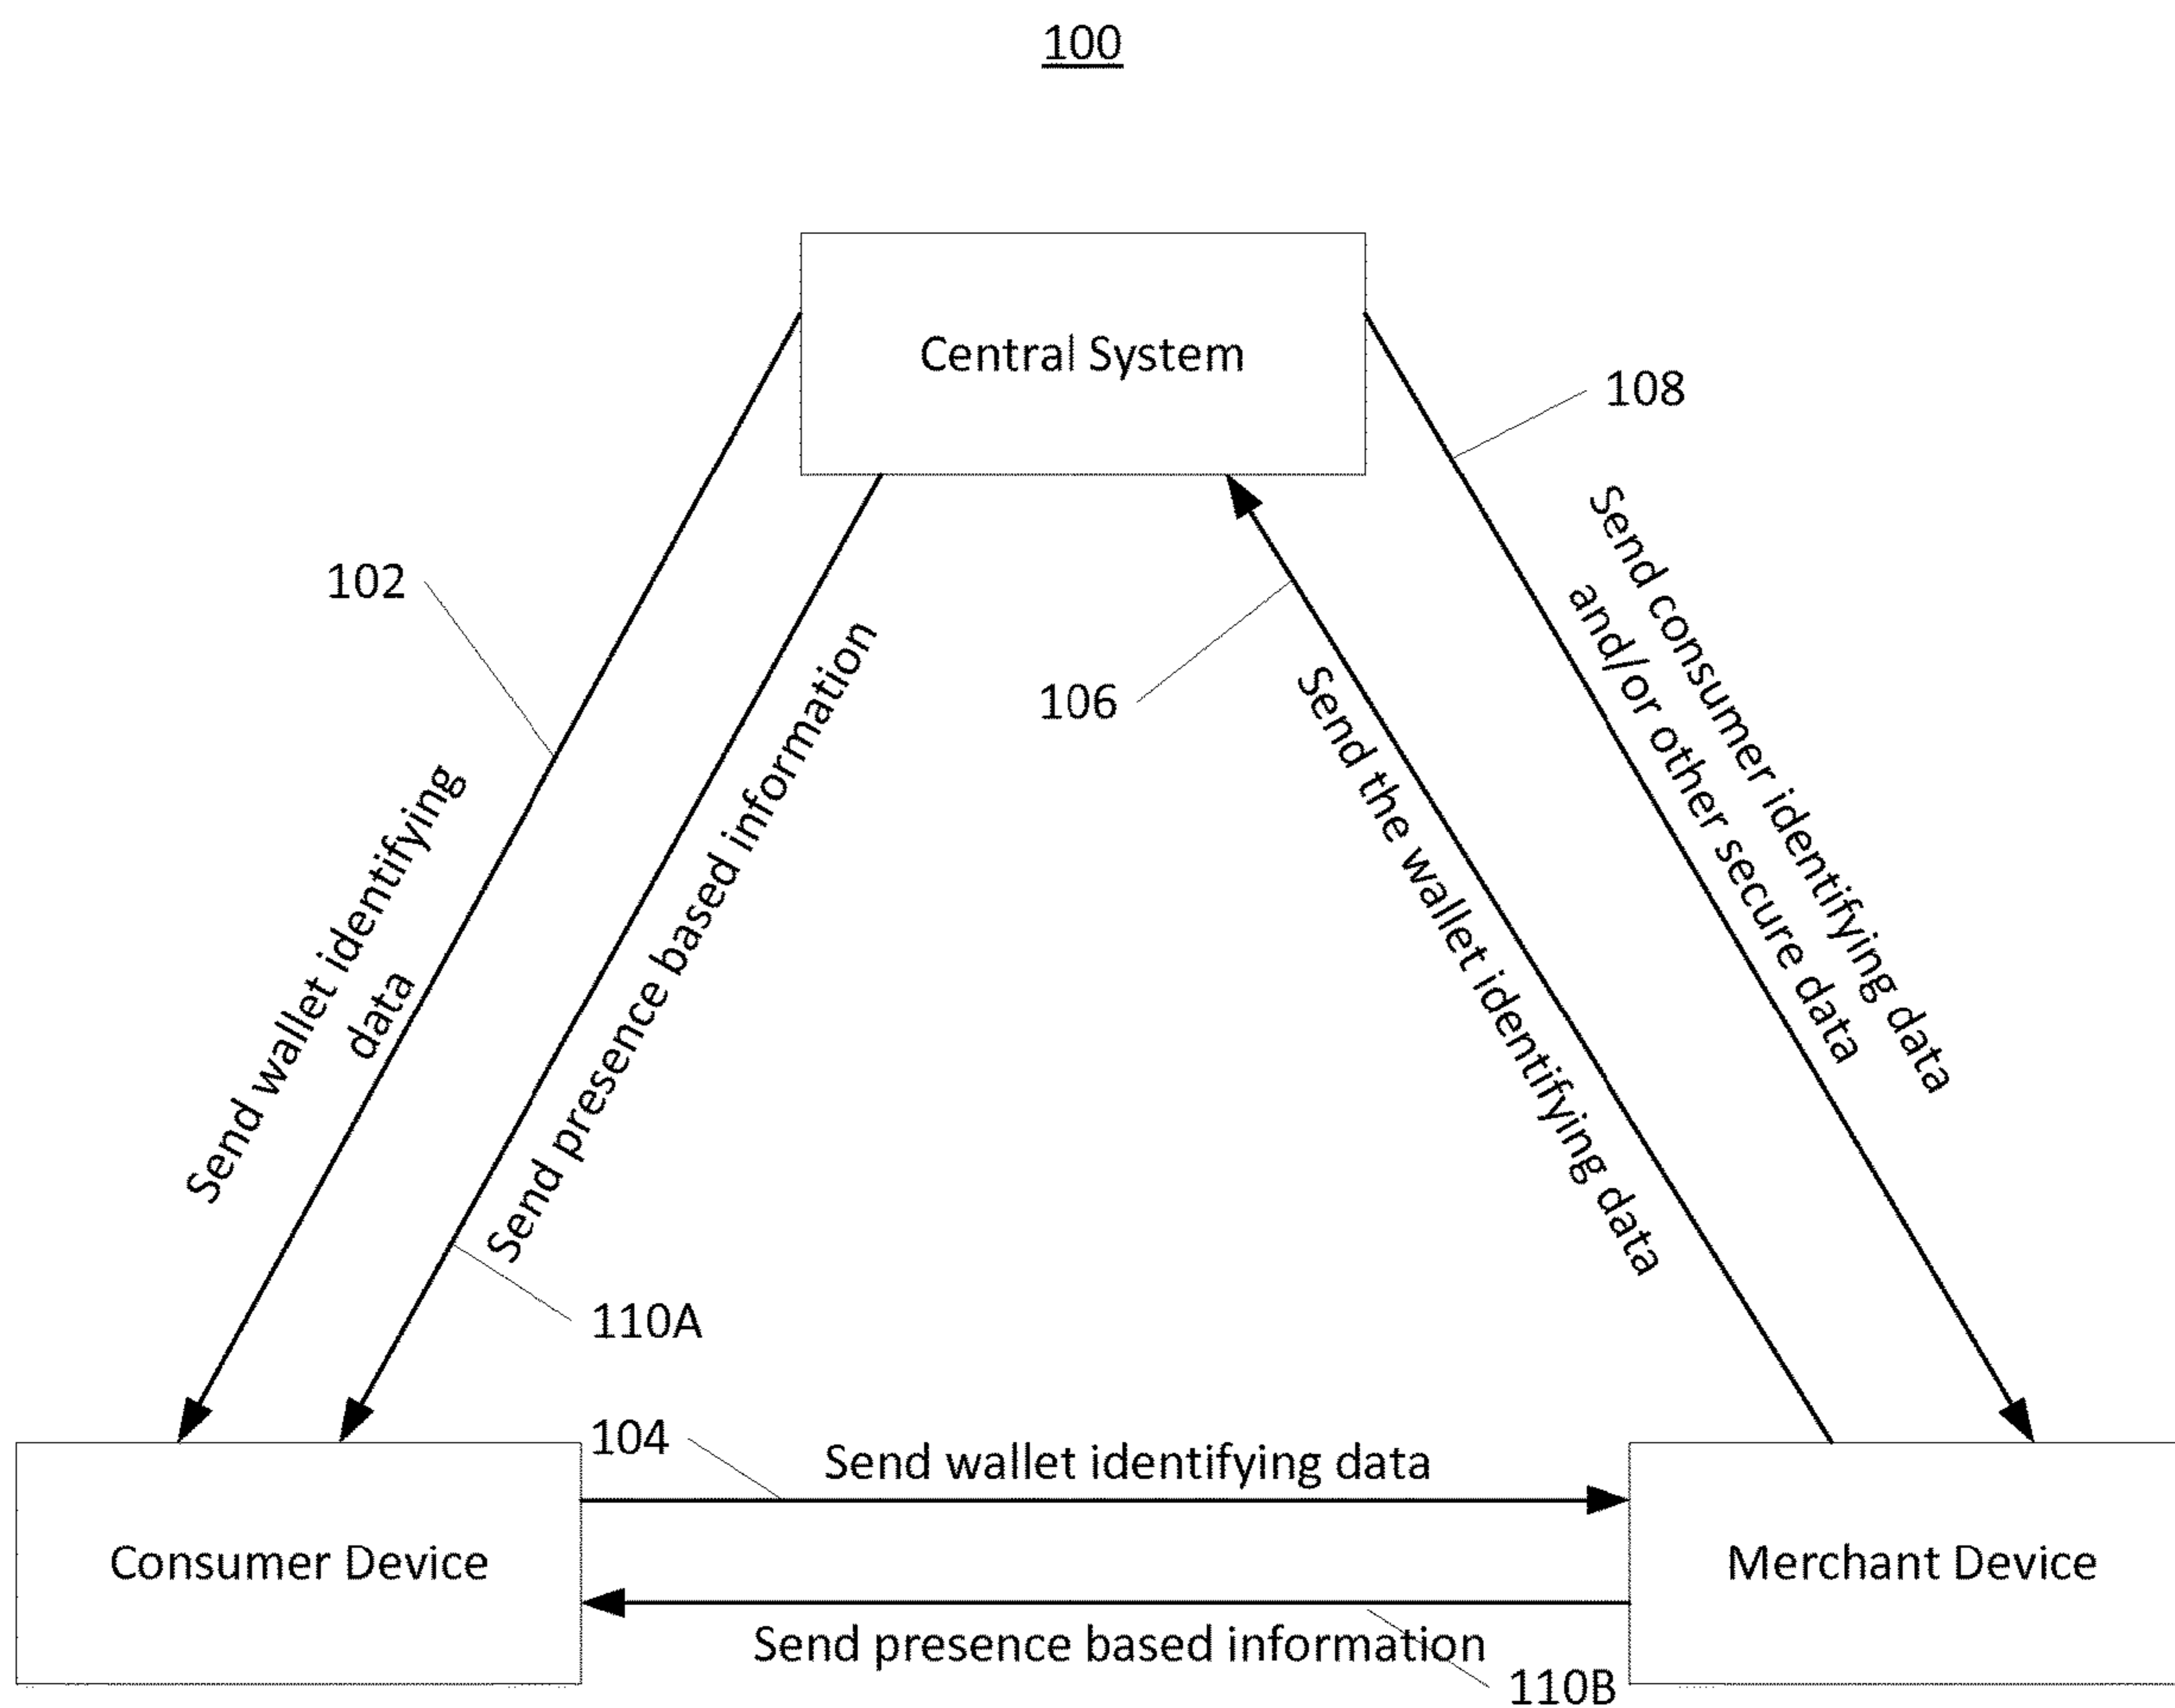 100
Central System
108
Send consumer identifying data
and/or other secure data
102
106
Send the wallet identifying data
Send presence based information
Send wallet identifying
data
110A
104
Send wallet identifying data
Consumer Device
Merchant Device
Send presence based information
110B